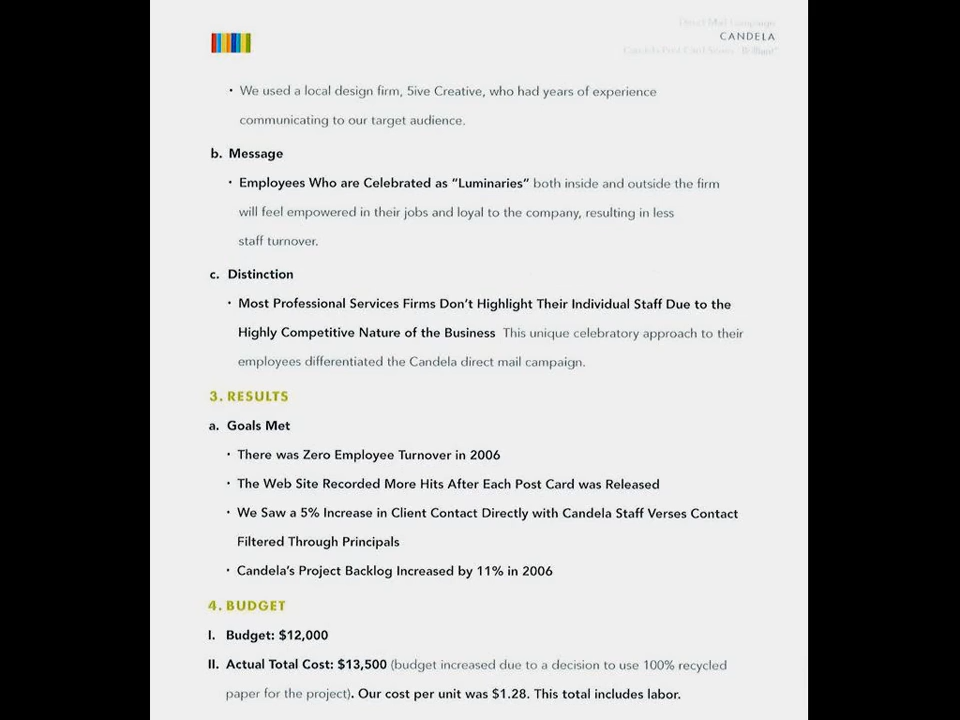 Direct Mail Campaign
CANDELA
Candela Post Card Series "Brilliant"
• We used a local design firm, 5ive Creative, who had years of experience
communicating to our target audience.
b. Message
• Employees Who are Celebrated as "Luminaries" both inside and outside the firm
will feel empowered in their jobs and loyal to the company, resulting in less
staff turnover.
c. Distinction
• Most Professional Services Firms Don't Highlight Their Individual Staff Due to the
Highly Competitive Nature of the Business This unique celebratory approach to their
employees differentiated the Candela direct mail campaign.
3. RESULTS
a. Goals Met
• There was Zero Employee Turnover in 2006
• The Web Site Recorded More Hits After Each Post Card was Released
• We Saw a 5% Increase in Client Contact Directly with Candela Staff Verses Contact
Filtered Through Principals
• Candela's Project Backlog Increased by 11% in 2006
4. BUDGET
I. Budget: $12,000
II. Actual Total Cost: $13,500 (budget increased due to a decision to use 100% recycled
paper for the project). Our cost per unit was $1.28. This total includes labor.